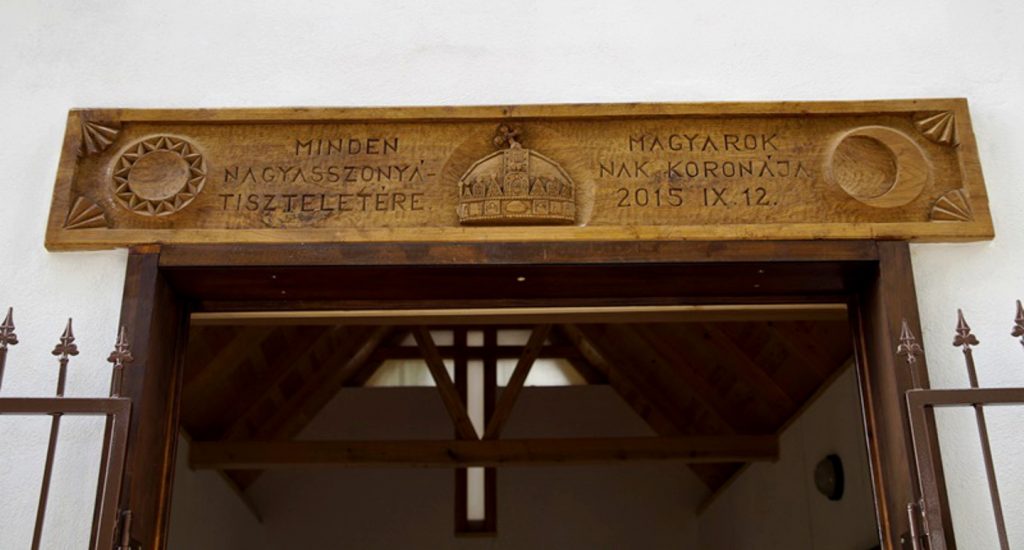 MINDEN MAGYAROK
NAGYASSZONYÁ- NAK KORONÁJA
TISZTELETÉRE. 2015 IX.12.